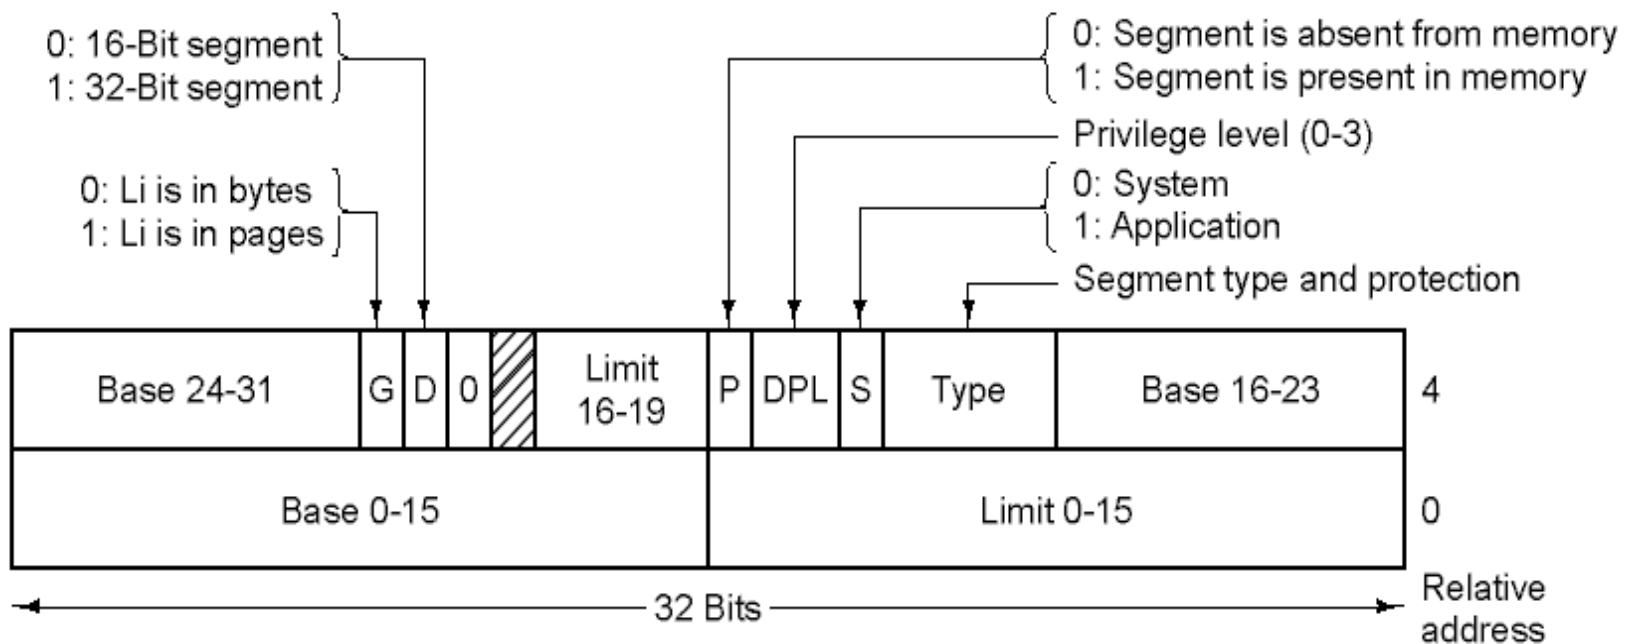 0: 16-Bit segment
1: 32-Bit segment
0: Li is in bytes
1: Li is in pages
0: Segment is absent from memory
1: Segment is present in memory
Privilege level (0-3)
0: System
1: Application
Segment type and protection
Base 24-31
G
D
0
Limit
16-19
P
DPL
S
Type
Base 16-23
4
Base 0-15
Limit 0-15
0
32 Bits
Relative
address